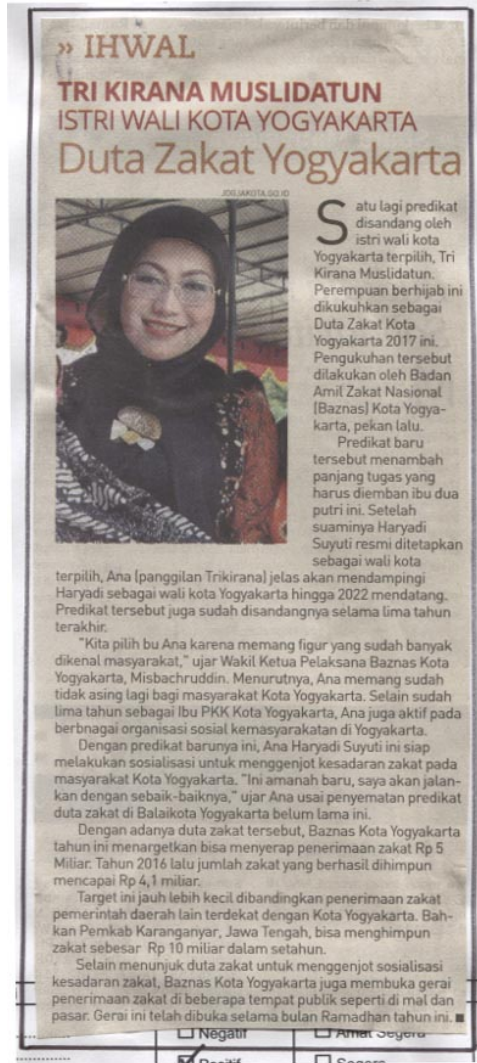 » IHWAL
TRI KIRANA MUSLIDATUN
ISTRI WALI KOTA YOGYAKARTA
Duta Zakat Yogyakarta
JOGJAKOTA.GO.ID
Satu lagi predikat
disandang oleh
istri wali kota
Yogyakarta terpilih, Tri
Kirana Muslidatun.
Perempuan berhijab ini
dikukuhkan sebagai
Duta Zakat Kota
Yogyakarta 2017 ini.
Pengukuhan tersebut
dilakukan oleh Badan
Amil Zakat Nasional
(Baznas) Kota Yogya-
karta, pekan lalu.
Predikat baru
tersebut menambah
panjang tugas yang
harus diemban ibu dua
putri ini. Setelah
suaminya Haryadi
Suyuti resmi ditetapkan
sebagai wali kota
terpilih, Ana (panggilan Trikirana) jelas akan mendampingi
Haryadi sebagai wali kota Yogyakarta hingga 2022 mendatang.
Predikat tersebut juga sudah disandangnya selama lima tahun
terakhir.
"Kita pilih bu Ana karena memang figur yang sudah banyak
dikenal masyarakat," ujar Wakil Ketua Pelaksana Baznas Kota
Yogyakarta, Misbachruddin. Menurutnya, Ana memang sudah
tidak asing lagi bagi masyarakat Kota Yogyakarta. Selain sudah
lima tahun sebagai Ibu PKK Kota Yogyakarta, Ana juga aktif pada
berbnagai organisasi sosial kemasyarakatan di Yogyakarta.
Dengan predikat barunya ini, Ana Haryadi Suyuti ini siap
melakukan sosialisasi untuk menggenjot kesadaran zakat pada
masyarakat Kota Yogyakarta. "Ini amanah baru, saya akan jalan-
kan dengan sebaik-baiknya," ujar Ana usai penyematan predikat
duta zakat di Balaikota Yogyakarta belum lama ini.
Dengan adanya duta zakat tersebut, Baznas Kota Yogyakarta
tahun ini menargetkan bisa menyerap penerimaan zakat Rp 5
Miliar. Tahun 2016 lalu jumlah zakat yang berhasil dihimpun
mencapai Rp 4,1 miliar.
Target ini jauh lebih kecil dibandingkan penerimaan zakat
pemerintah daerah lain terdekat dengan Kota Yogyakarta. Bah-
kan Pemkab Karanganyar, Jawa Tengah, bisa menghimpun
zakat sebesar Rp 10 miliar dalam setahun.
Selain menunjuk duta zakat untuk menggenjot sosialisasi
kesadaran zakat, Baznas Kota Yogyakarta juga membuka gerai
penerimaan zakat di beberapa tempat publik seperti di mal dan
pasar. Gerai ini telah dibuka selama bulan Ramadhan tahun ini. ■
Negatif Amat Segera